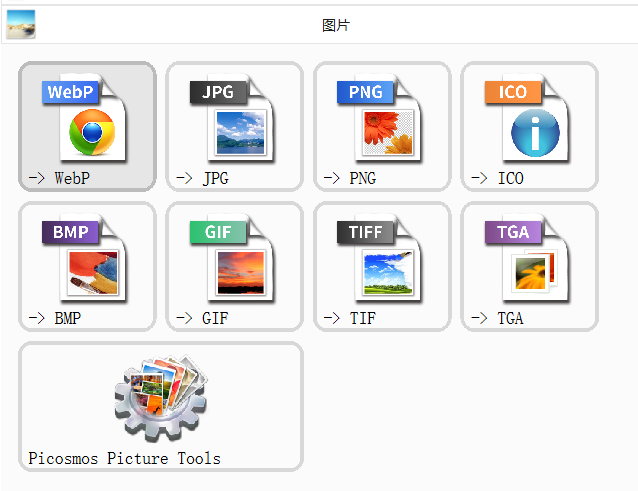 图片
WebP
JPG
PNG
ICO
-> WebP
-> JPG
-> PNG
-> ICO
BMP
GIF
TIFF
TGA
-> BMP
-> GIF
-> TIF
-> TGA
Picosmos Picture Tools